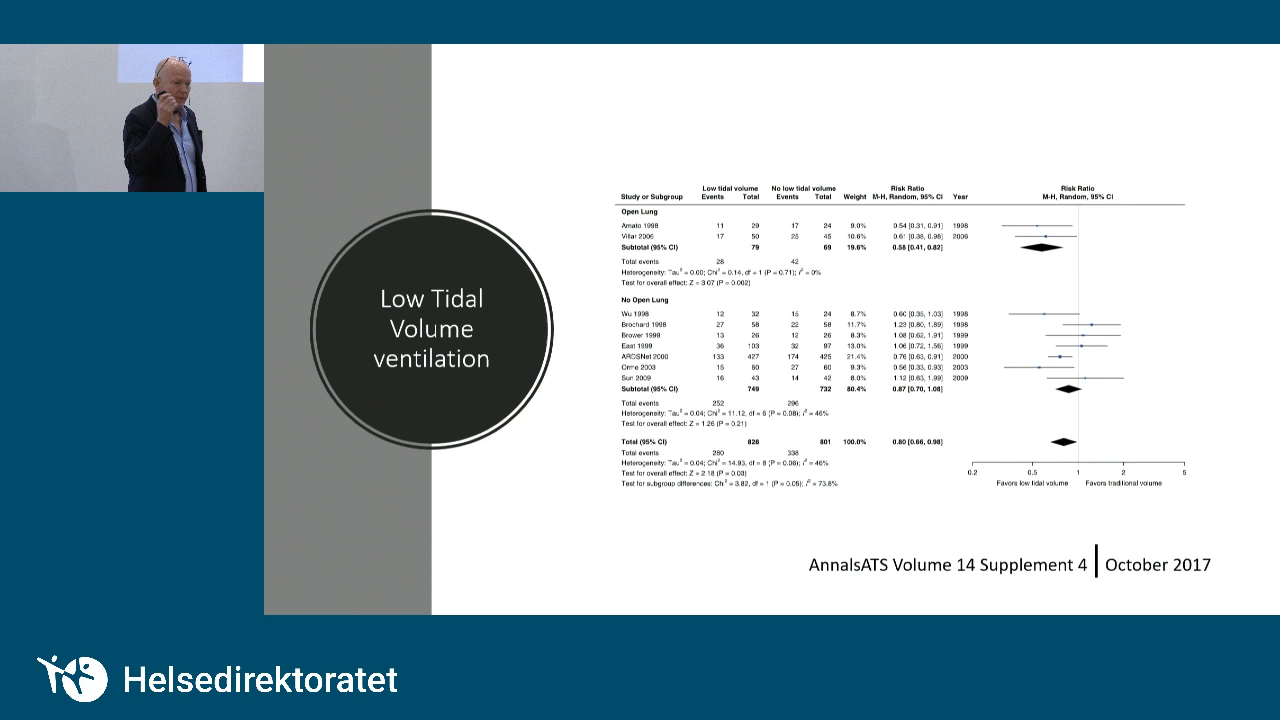 Low Tidal
Volume
ventilation
Low tidal volume No low tidal volume Risk Ratio Risk Ratio
Study or Subgroup Events Total Events Total Weight M-H, Random, 95% CI Year M-H, Random, 95% CI
Open Lung
Amato 1998 11 29 17 24 9.0% 0.54 [0.31, 0.91] 1998
Villar 2006 17 50 25 45 10.6% 0.61 [0.38, 0.98] 2006
Subtotal (95% CI) 79 69 19.6% 0.58 [0.41, 0.82]
Total events 28 42
Heterogeneity: Tau² = 0.00; Chi² = 0.14, df = 1 (P = 0.71); I² = 0%
Test for overall effect: Z = 3.07 (P = 0.002)
No Open Lung
Wu 1998 12 32 15 24 8.7% 0.60 [0.35, 1.03] 1998
Brochard 1998 27 58 22 58 11.7% 1.23 [0.80, 1.89] 1998
Brower 1999 13 26 12 26 8.3% 1.08 [0.62, 1.91] 1999
East 1999 36 103 32 97 13.0% 1.06 [0.72, 1.56] 1999
ARDSNet 2000 133 427 174 425 21.4% 0.76 [0.63, 0.91] 2000
Orme 2003 15 60 27 60 9.3% 0.56 [0.33, 0.93] 2003
Sun 2009 16 43 14 42 8.0% 1.12 [0.63, 1.99] 2009
Subtotal (95% CI) 749 732 80.4% 0.87 [0.70, 1.08]
Total events 252 296
Heterogeneity: Tau² = 0.04; Chi² = 11.12, df = 6 (P = 0.08); I² = 46%
Test for overall effect: Z = 1.26 (P = 0.21)
Total (95% CI) 828 801 100.0% 0.80 [0.66, 0.98]
Total events 280 338
Heterogeneity: Tau² = 0.04; Chi² = 14.93, df = 8 (P = 0.06); I² = 46%
Test for overall effect: Z = 2.18 (P = 0.03)
Test for subgroup differences: Chi² = 3.82, df = 1 (P = 0.05); I² = 73.8%
0.2 0.5 1 2 5
Favors low tidal volume Favors traditional volume
AnnalsATS Volume 14 Supplement 4 | October 2017
Helsedirektoratet